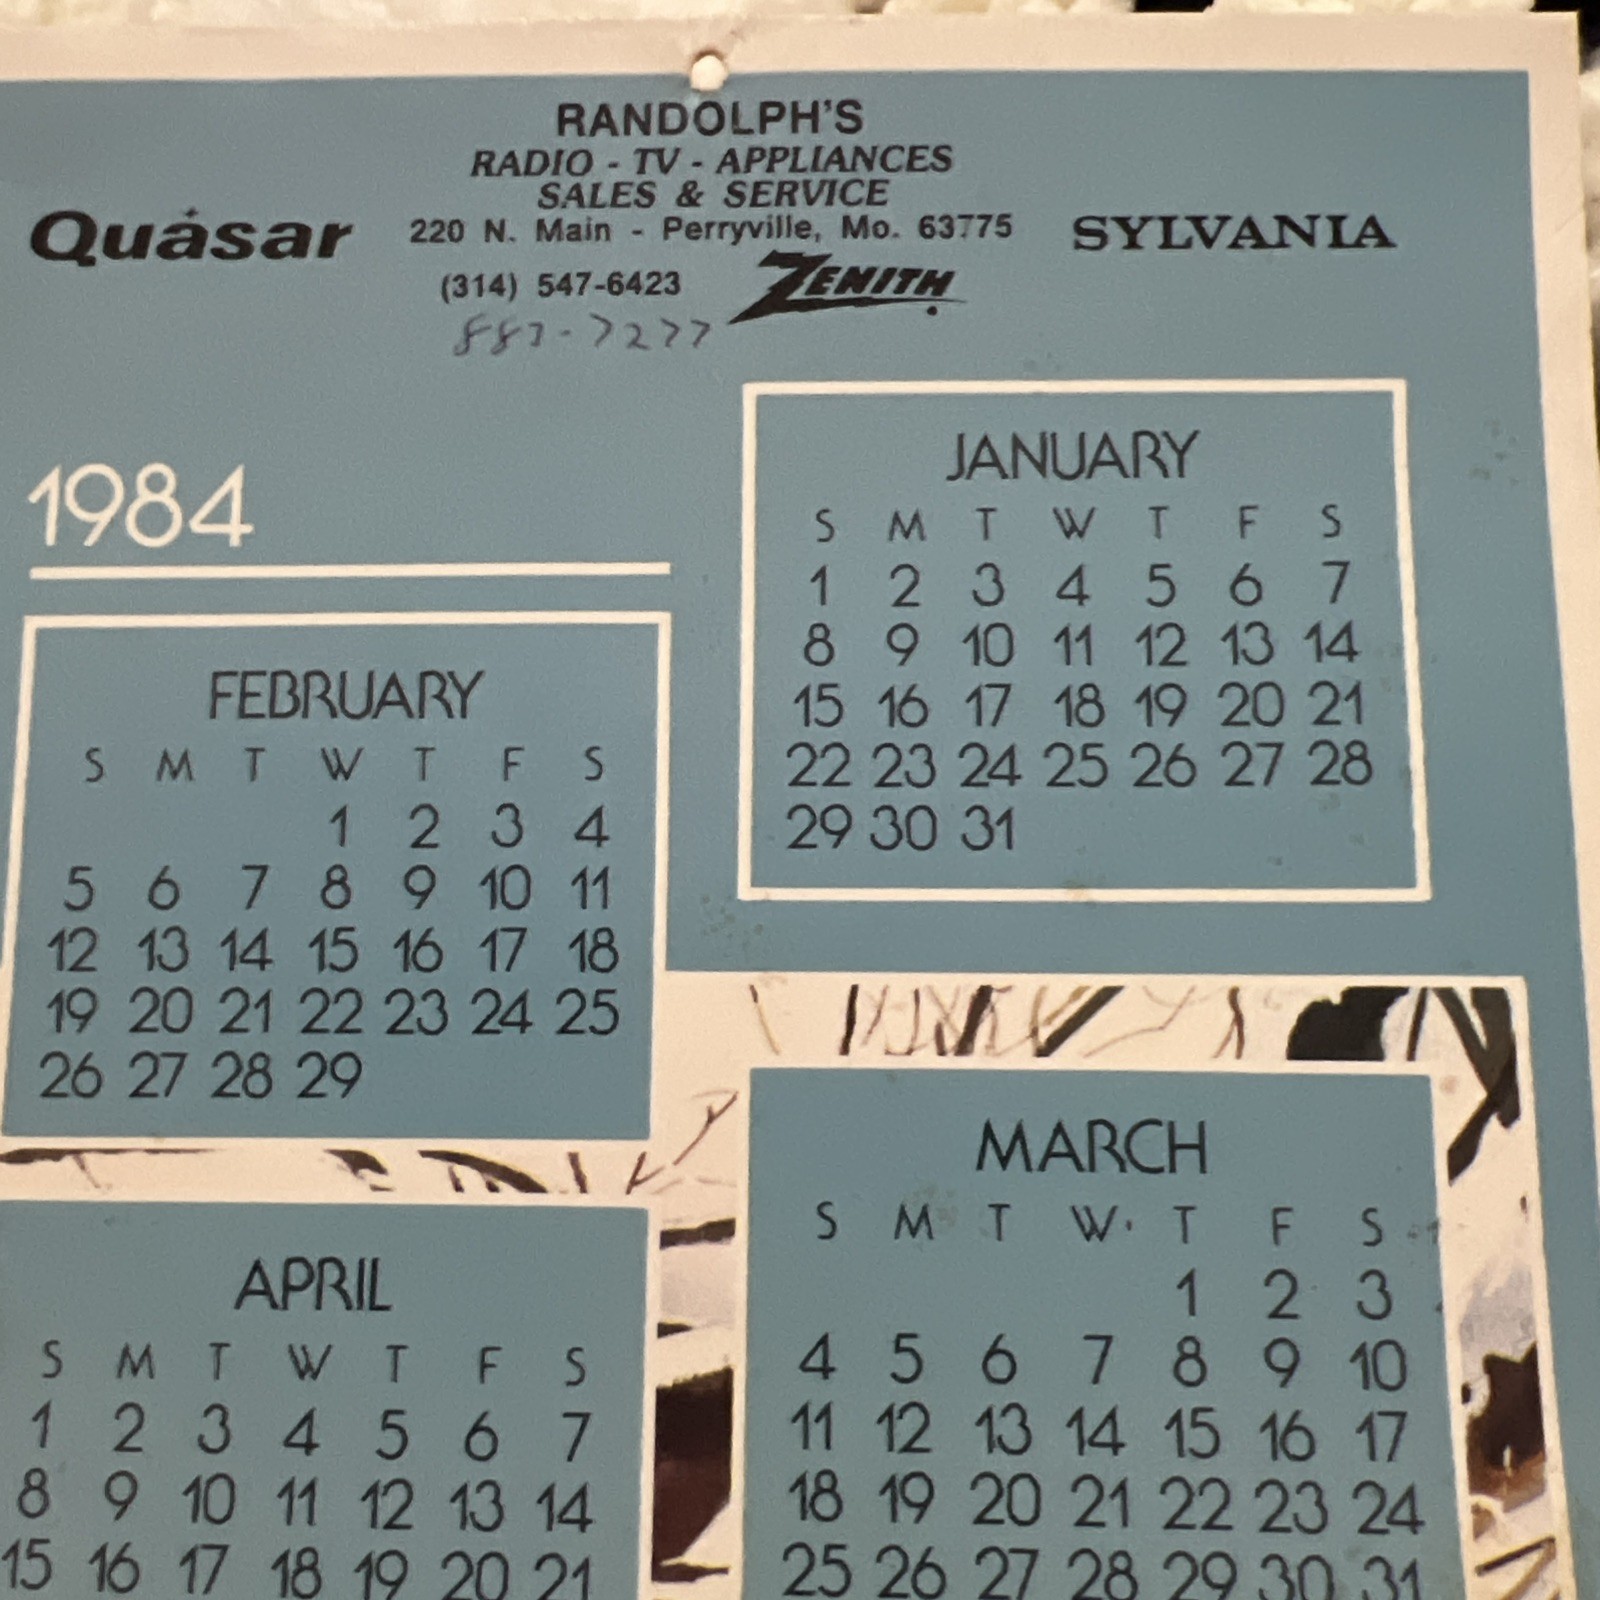 RANDOLPH'S
RADIO - TV - APPLIANCES
SALES & SERVICE
Quasar
220 N. Main - Perryville, Mo. 63775
SYLVANIA
(314) 547-6423
ZENITH
1984
JANUARY
S M T W T F S
1 2 3 4 5 6 7
8 9 10 11 12 13 14
15 16 17 18 19 20 21
22 23 24 25 26 27 28
29 30 31
FEBRUARY
S M T W T F S
1 2 3 4
5 6 7 8 9 10 11
12 13 14 15 16 17 18
19 20 21 22 23 24 25
26 27 28 29
MARCH
S M T W T F S
1 2 3
4 5 6 7 8 9 10
11 12 13 14 15 16 17
18 19 20 21 22 23 24
25 26 27 28 29 30 31
APRIL
S M T W T F S
1 2 3 4 5 6 7
8 9 10 11 12 13 14
15 16 17 18 19 20 21